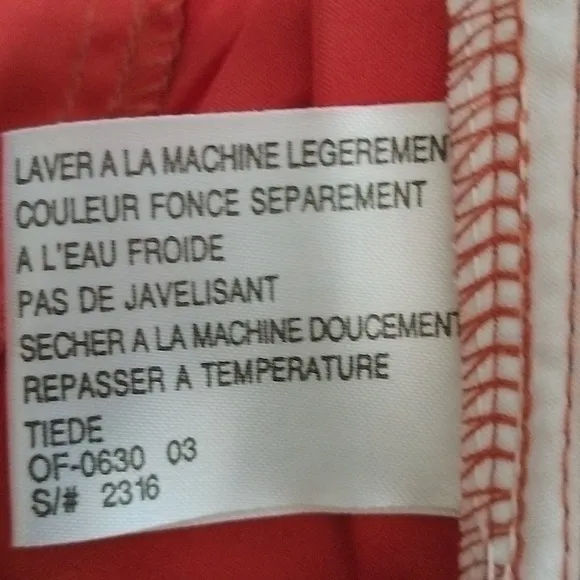 LAVER A LA MACHINE LEGEREMEN
COULEUR FONCE SEPAREMENT
A L'EAU FROIDE
PAS DE JAVELISANT
SECHER A LA MACHINE DOUCEMENT
REPASSER A TEMPERATURE
TIEDE
OF-0630 03
S/# 2316